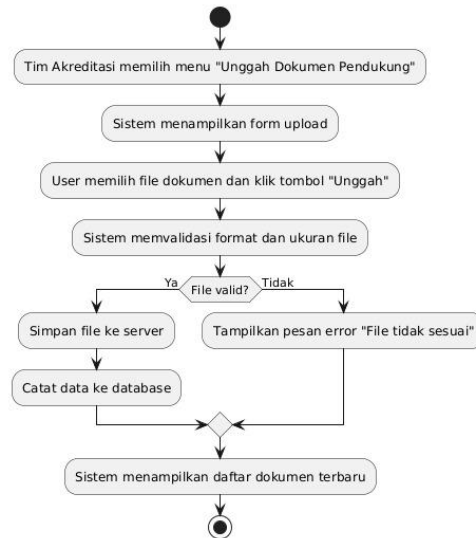 Tim Akreditasi memilih menu "Unggah Dokumen Pendukung"
Sistem menampilkan form upload
User memilih file dokumen dan klik tombol "Unggah"
Sistem memvalidasi format dan ukuran file
File valid?
Ya
Tidak
Simpan file ke server
Tampilkan pesan error "File tidak sesuai"
Catat data ke database
Sistem menampilkan daftar dokumen terbaru